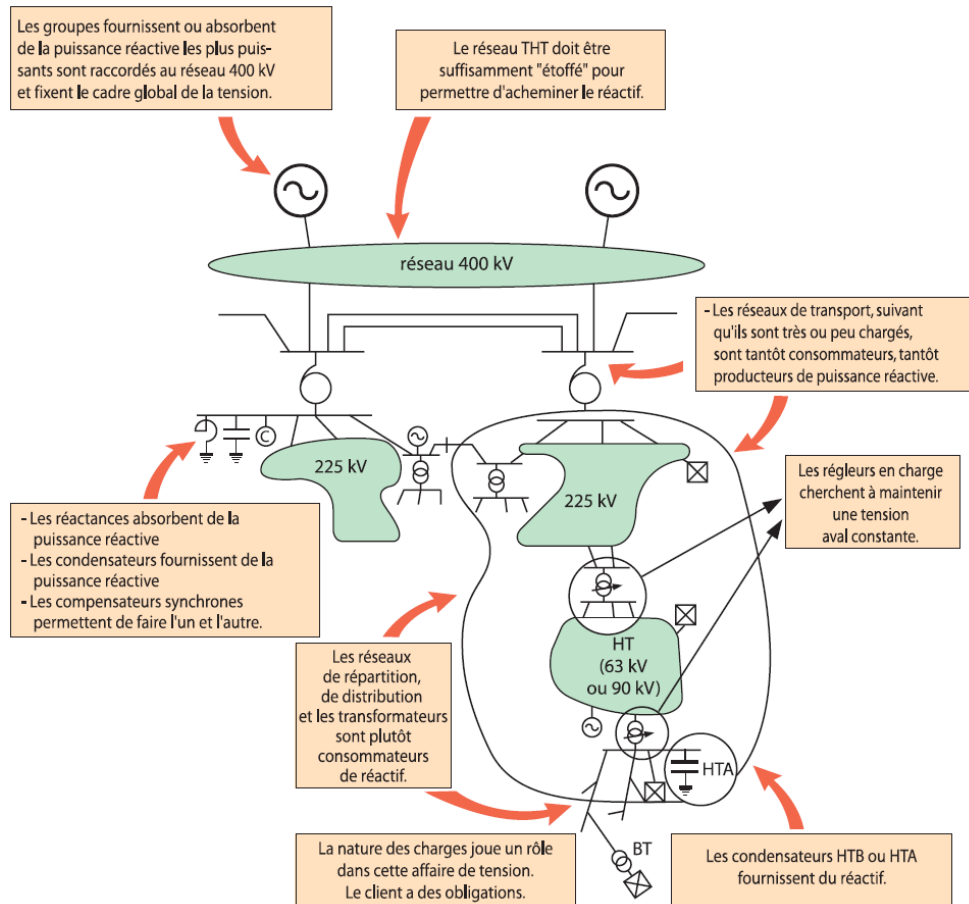 Les groupes fournissent ou absorbent
de la puissance réactive les plus puis-
sants sont raccordés au réseau 400 kV
et fixent le cadre global de la tension.
Le réseau THT doit être
suffisamment "étoffé" pour
permettre d'acheminer le réactif.
réseau 400 kV
- Les réseaux de transport, suivant
qu'ils sont très ou peu chargés,
sont tantôt consommateurs, tantôt
producteurs de puissance réactive.
C
225 kV
225 kV
Les régleurs en charge
cherchent à maintenir
une tension
aval constante.
- Les réactances absorbent de la
puissance réactive
- Les condensateurs fournissent de la
puissance réactive
- Les compensateurs synchrones
permettent de faire l'un et l'autre.
HT
(63 kV
ou 90 kV)
Les réseaux
de répartition,
de distribution
et les transformateurs
sont plutôt
consommateurs
de réactif.
HTA
BT
La nature des charges joue un rôle
dans cette affaire de tension.
Le client a des obligations.
Les condensateurs HTB ou HTA
fournissent du réactif.